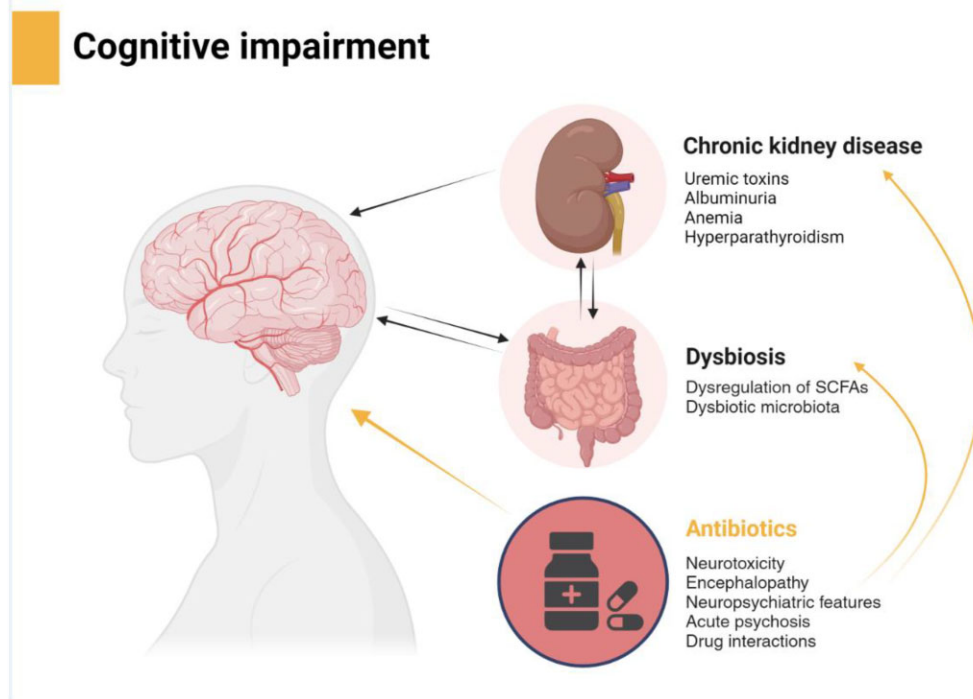 Cognitive impairment
Chronic kidney disease
Uremic toxins
Albuminuria
Anemia
Hyperparathyroidism
Dysbiosis
Dysregulation of SCFAs
Dysbiotic microbiota
Antibiotics
Neurotoxicity
Encephalopathy
Neuropsychiatric features
Acute psychosis
Drug interactions